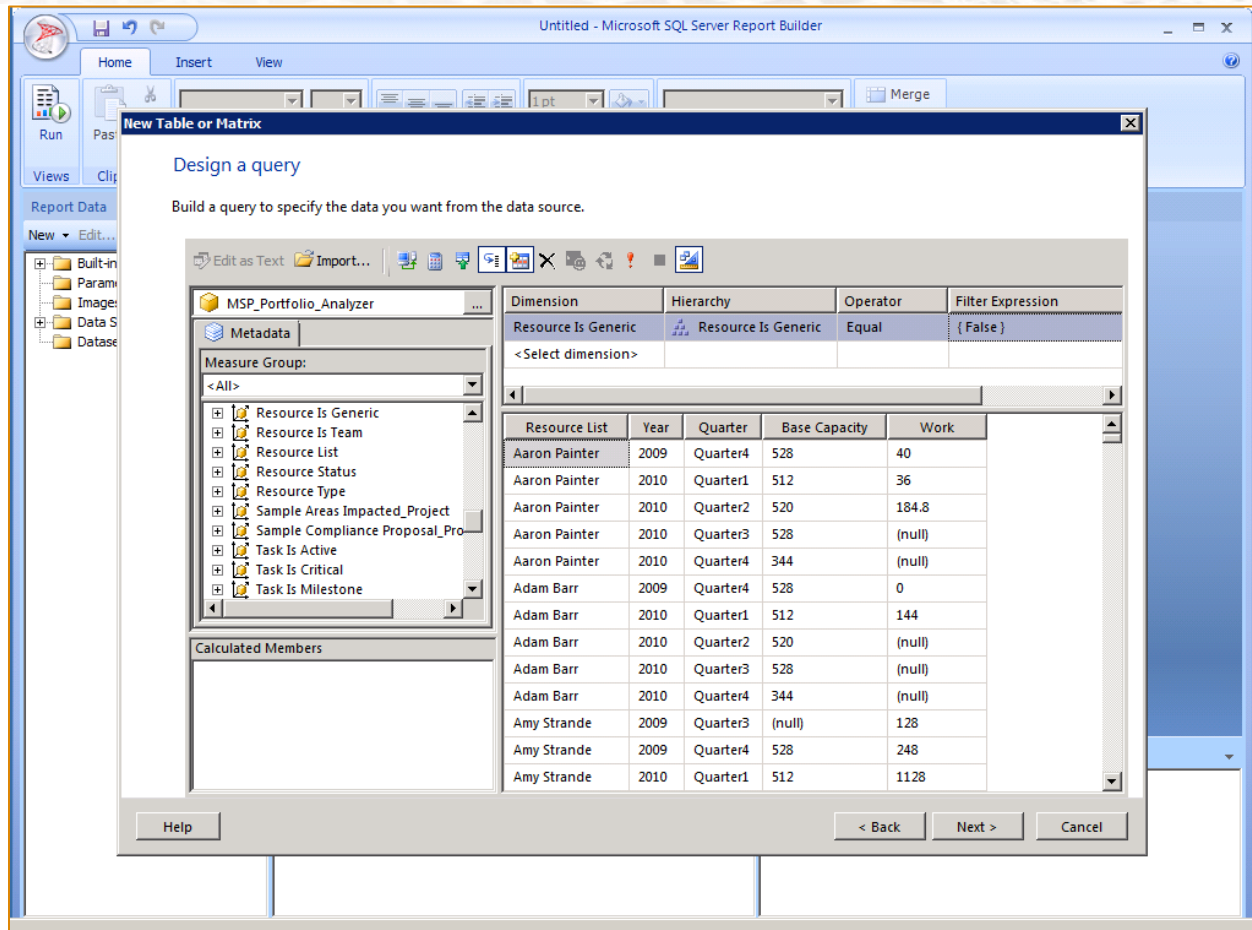 Untitled - Microsoft SQL Server Report Builder
Home Insert View
1 pt Merge
Run
Views
New Table or Matrix
Design a query
Build a query to specify the data you want from the data source.
Report Data
New Edit...
Built-in
Images
Data S
Edit as Text Import...
MSP_Portfolio_Analyzer ...
Metadata
Measure Group:
<All>
Resource Is Generic
Resource Is Team
Resource List
Resource Status
Resource Type
Sample Areas Impacted_Project
Sample Compliance Proposal_Pro
Task Is Active
Task Is Critical
Task Is Milestone
Calculated Members
Dimension Hierarchy Operator Filter Expression
Resource Is Generic Resource Is Generic Equal { False }
<Select dimension>
Resource List Year Quarter Base Capacity Work
Aaron Painter 2009 Quarter4 528 40
Aaron Painter 2010 Quarter1 512 36
Aaron Painter 2010 Quarter2 520 184.8
Aaron Painter 2010 Quarter3 528 (null)
Aaron Painter 2010 Quarter4 344 (null)
Adam Barr 2009 Quarter4 528 0
Adam Barr 2010 Quarter1 512 144
Adam Barr 2010 Quarter2 520 (null)
Adam Barr 2010 Quarter3 528 (null)
Adam Barr 2010 Quarter4 344 (null)
Amy Strande 2009 Quarter3 (null) 128
Amy Strande 2009 Quarter4 528 248
Amy Strande 2010 Quarter1 512 1128
Help < Back Next > Cancel